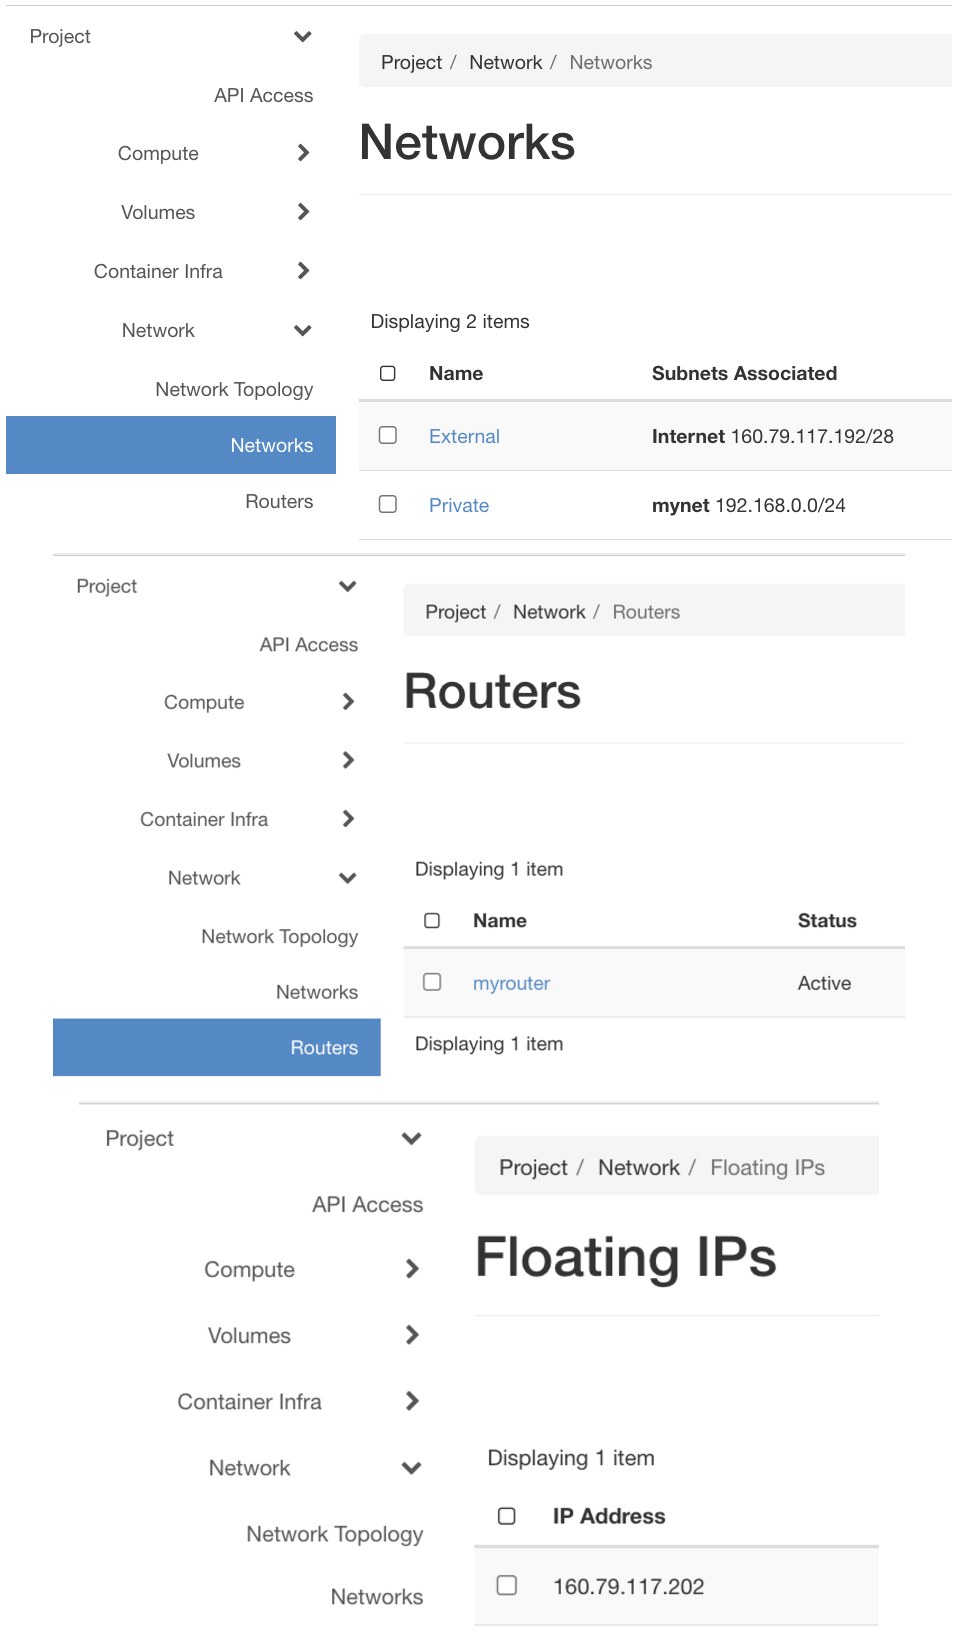 Project
Project / Network / Networks
API Access
Networks
Compute
Volumes
Container Infra
Displaying 2 items
Network
Name Subnets Associated
Network Topology
External Internet 160.79.117.192/28
Networks
Routers
Private mynet 192.168.0.0/24
Project
Project / Network / Routers
API Access
Routers
Compute
Volumes
Container Infra
Displaying 1 item
Network
Name Status
Network Topology
myrouter Active
Networks
Routers
Displaying 1 item
Project
Project / Network / Floating IPs
API Access
Floating IPs
Compute
Volumes
Container Infra
Displaying 1 item
Network
IP Address
Network Topology
160.79.117.202
Networks